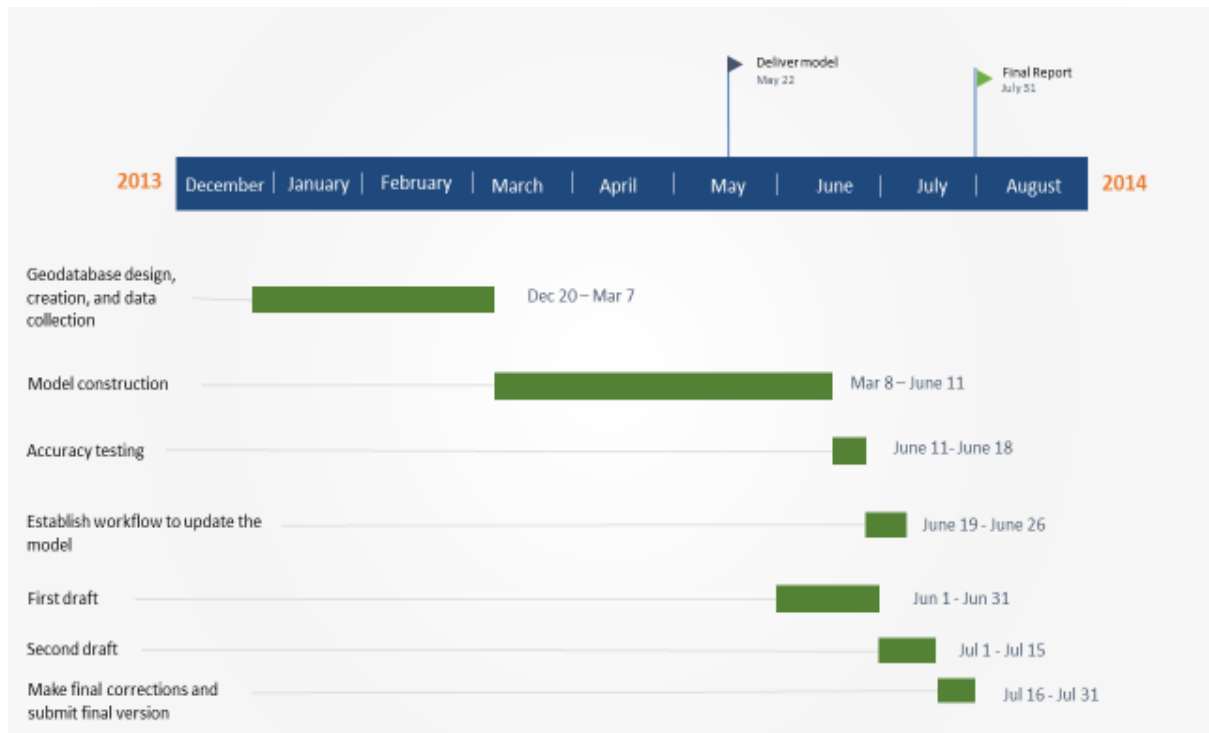 Deliver model
May 22
Final Report
July 31
2013
December
January
February
March
April
May
June
July
August
2014
Geodatabase design,
creation, and data
collection
Dec 20 – Mar 7
Model construction
Mar 8 – June 11
Accuracy testing
June 11- June 18
Establish workflow to update the
model
June 19 - June 26
First draft
Jun 1 - Jun 31
Second draft
Jul 1 - Jul 15
Make final corrections and
submit final version
Jul 16 - Jul 31